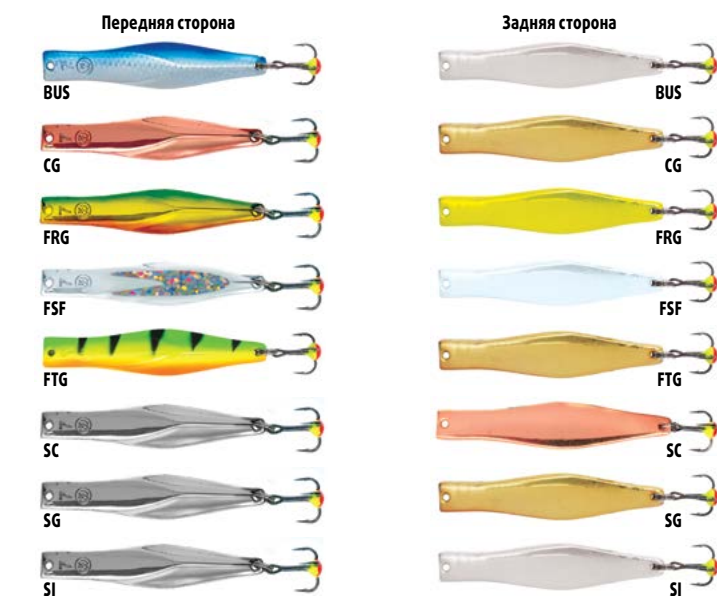 Передняя сторона
Задняя сторона
BUS
BUS
CG
CG
FRG
FRG
FSF
FSF
FTG
FTG
SC
SC
SG
SG
SI
SI